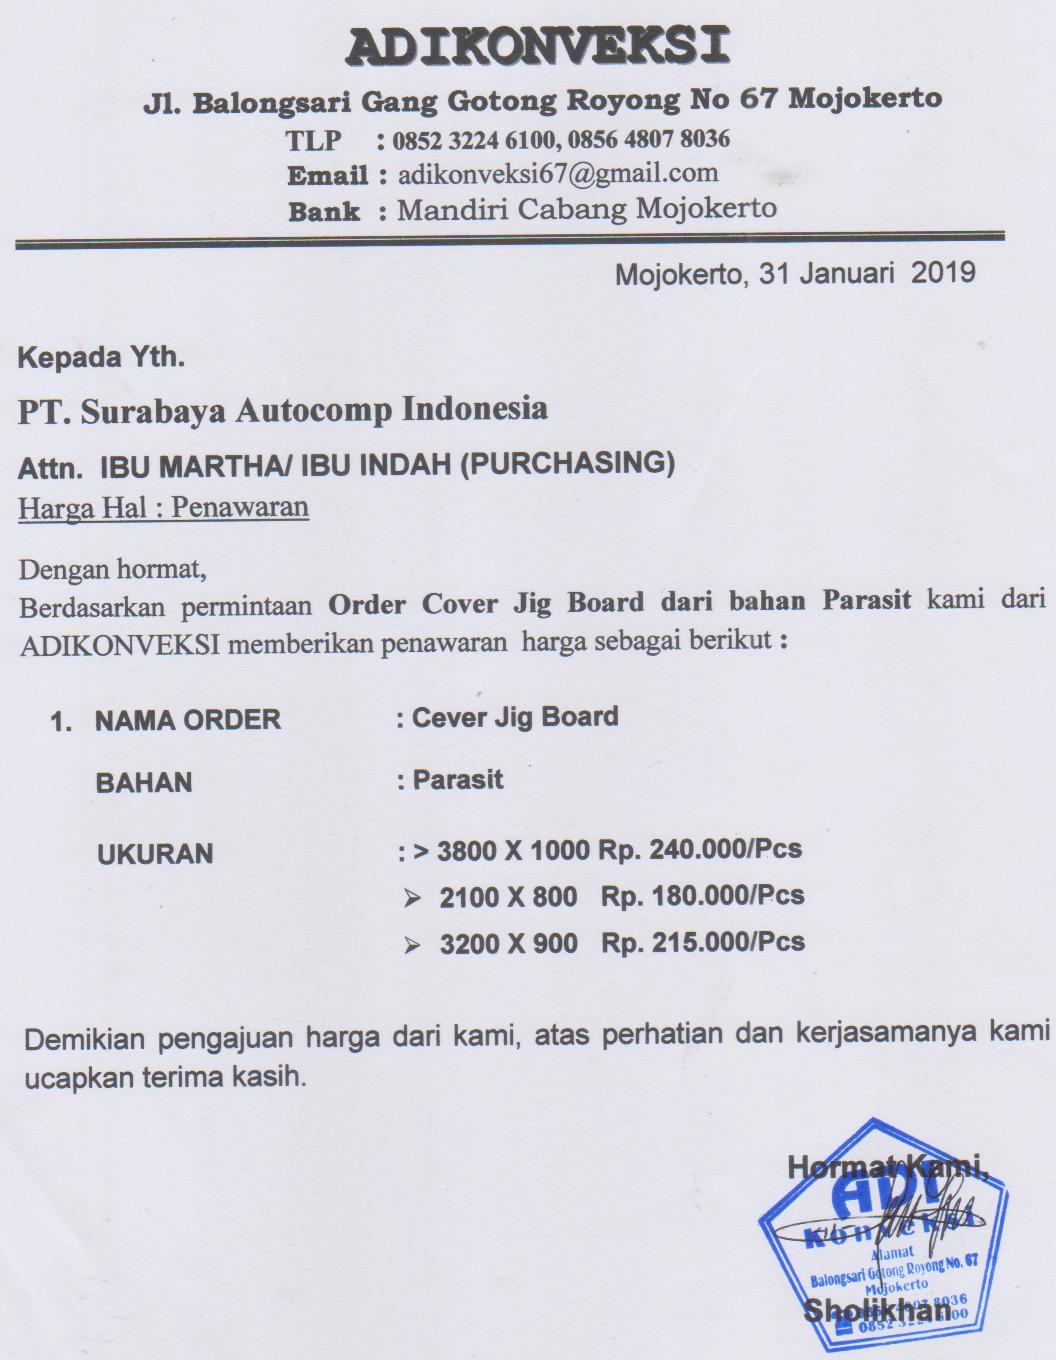 ADIKONVEKSI
Jl. Balongsari Gang Gotong Royong No 67 Mojokerto
TLP : 0852 3224 6100, 0856 4807 8036
Email : adikonveksi67@gmail.com
Bank : Mandiri Cabang Mojokerto
Mojokerto, 31 Januari 2019
Kepada Yth.
PT. Surabaya Autocomp Indonesia
Attn. IBU MARTHA/ IBU INDAH (PURCHASING)
Harga Hal : Penawaran
Dengan hormat,
Berdasarkan permintaan Order Cover Jig Board dari bahan Parasit kami dari
ADIKONVEKSI memberikan penawaran harga sebagai berikut :
1. NAMA ORDER : Cever Jig Board
BAHAN : Parasit
UKURAN : > 3800 X 1000 Rp. 240.000/Pcs
➢ 2100 X 800 Rp. 180.000/Pcs
➢ 3200 X 900 Rp. 215.000/Pcs
Demikian pengajuan harga dari kami, atas perhatian dan kerjasamanya kami
ucapkan terima kasih.
Hormat Kami,
ADI
Konveksi
Alamat
Balongsari Gotong Royong No. 67
Mojokerto
Sholikhan
8036
0852